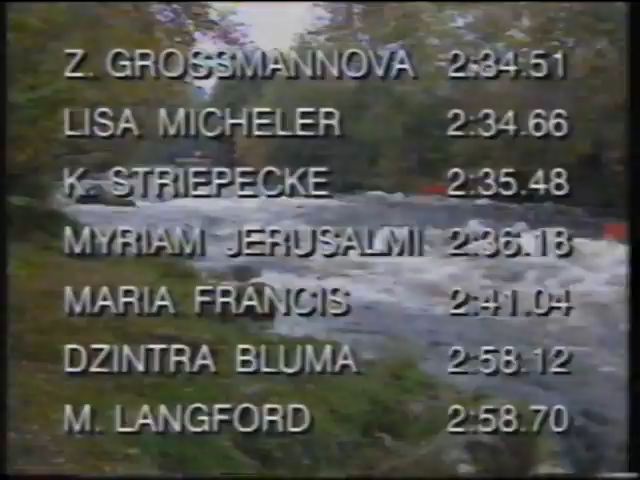 Z. GROSSMANNOVA 2:34.51
LISA MICHELER 2:34.66
K. STRIEPECKE 2:35.48
MYRIAM JERUSALMI 2:36.18
MARIA FRANCIS 2:41.04
DZINTRA BLUMA 2:58.12
M. LANGFORD 2:58.70